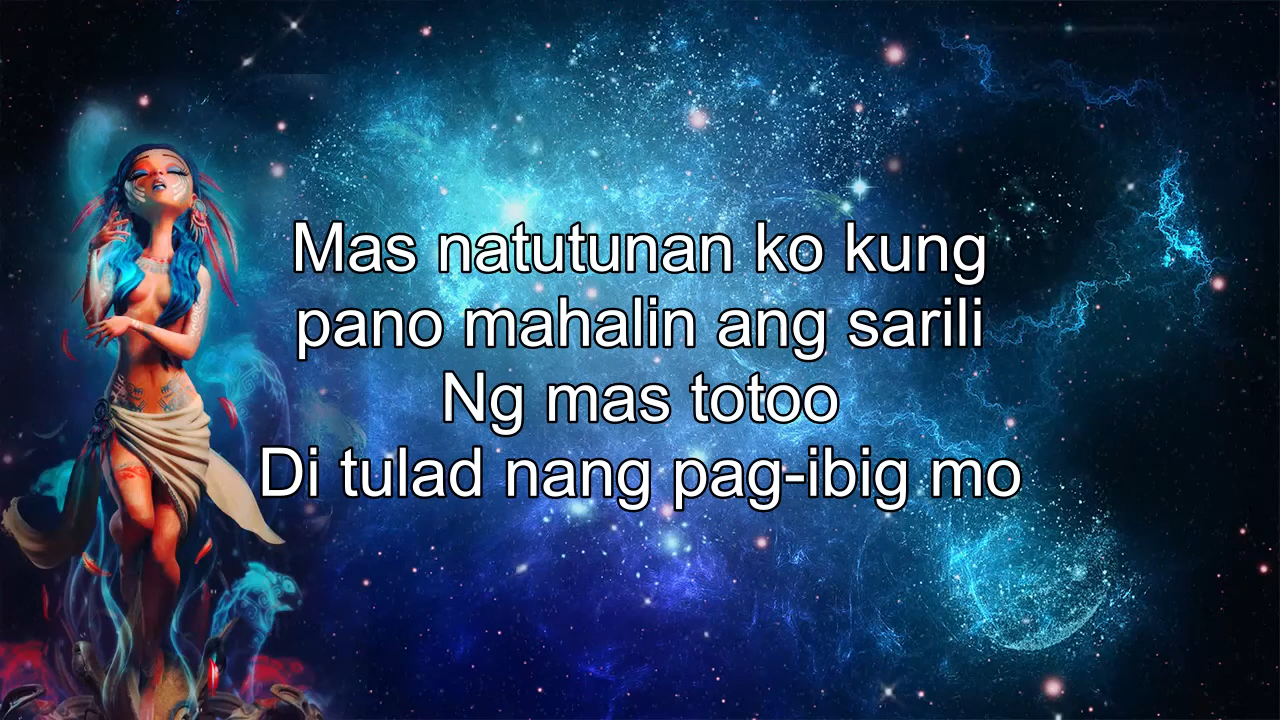 Mas natutunan ko kung
pano mahalin ang sarili
Ng mas totoo
Di tulad nang pag-ibig mo